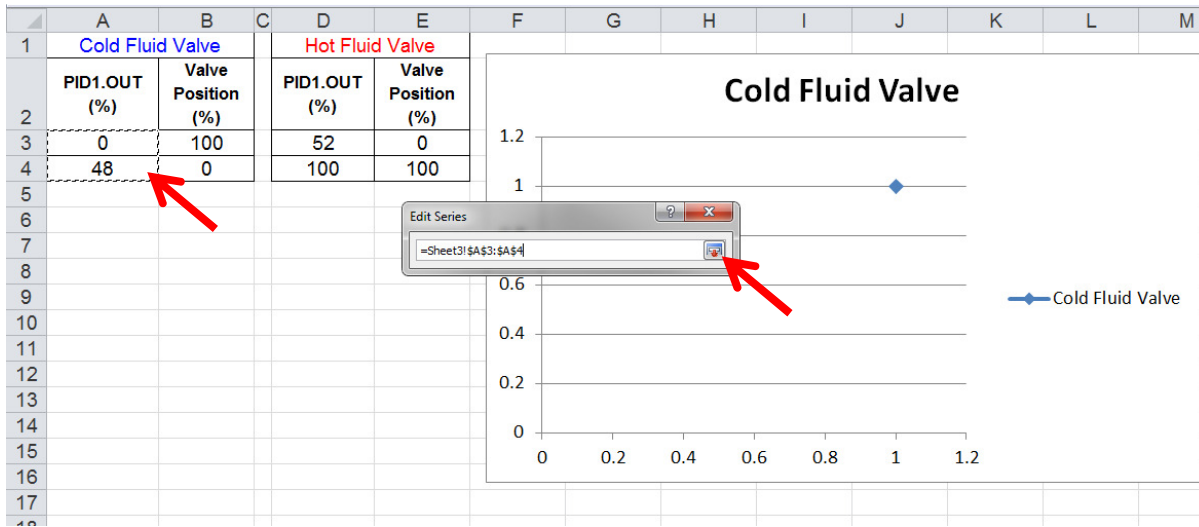 A B C D E F G H I J K L M
1 Cold Fluid Valve Hot Fluid Valve
2 PID1.OUT (%) Valve Position (%) PID1.OUT (%) Valve Position (%)
3 0 100 52 0
4 48 0 100 100
5
6
7
8
9
10
11
12
13
14
15
16
17
Cold Fluid Valve
1.2
1
0.6
0.4
0.2
0
0 0.2 0.4 0.6 0.8 1 1.2
Cold Fluid Valve
Edit Series
?
=Sheet3!$A$3:$A$4